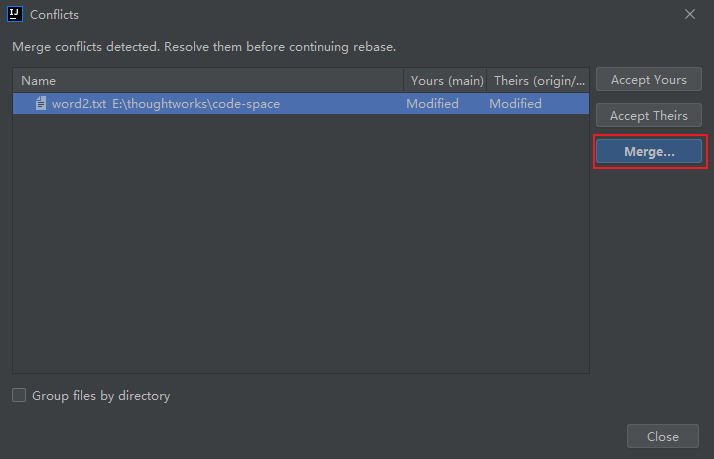 IJ Conflicts
Merge conflicts detected. Resolve them before continuing rebase.
Name Yours (main) Theirs (origin/...
word2.txt E:\thoughtworks\code-space Modified Modified
Accept Yours
Accept Theirs
Merge...
Group files by directory
Close